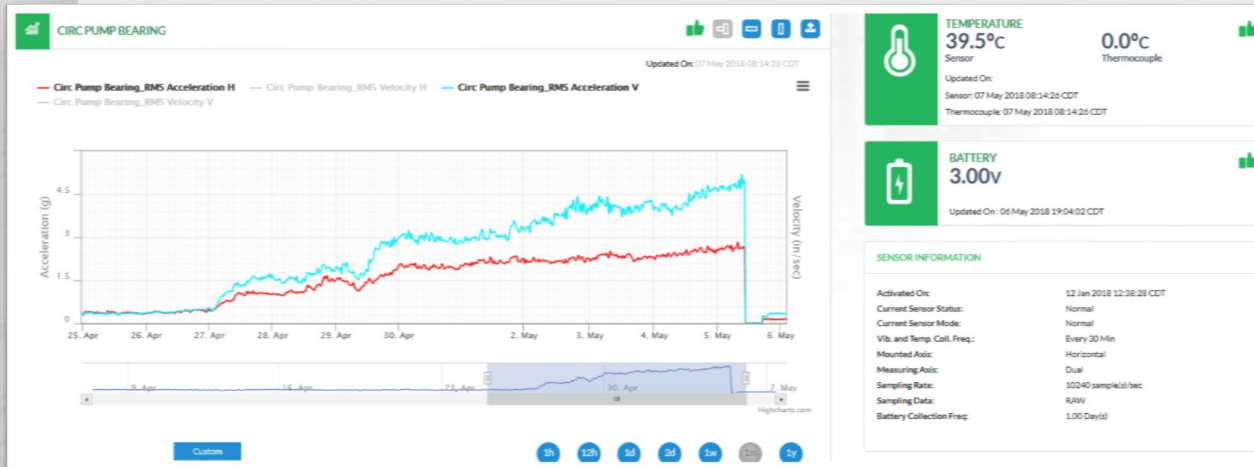 CIRC PUMP BEARING
Updated On: 07 May 2018 08:14:26 CDT
Circ Pump Bearing_RMS Acceleration H
Circ Pump Bearing_RMS Velocity H
Circ Pump Bearing_RMS Acceleration V
Circ Pump Bearing_RMS Velocity V
Acceleration (g)
4.5
3
1.5
0
Velocity (in/sec)
25. Apr 26. Apr 27. Apr 28. Apr 29. Apr 30. Apr 2. May 3. May 4. May 5. May 6. May
9. Apr 16. Apr 23. Apr 30. Apr 7. May
Highcharts.com
Custom
1h 12h 1d 2d 1w 1m 1y
TEMPERATURE
39.5°C 0.0°C
Sensor Thermocouple
Updated On:
Sensor: 07 May 2018 08:14:26 CDT
Thermocouple: 07 May 2018 08:14:26 CDT
BATTERY
3.00V
Updated On : 06 May 2018 19:04:02 CDT
SENSOR INFORMATION
Activated On: 12 Jan 2018 12:38:28 CDT
Current Sensor Status: Normal
Current Sensor Mode: Normal
Vib. and Temp. Coll. Freq.: Every 30 Min
Mounted Axis: Horizontal
Measuring Axis: Dual
Sampling Rate: 10240 sample(s)/sec
Sampling Data: RAW
Battery Collection Freq: 1.00 Day(s)